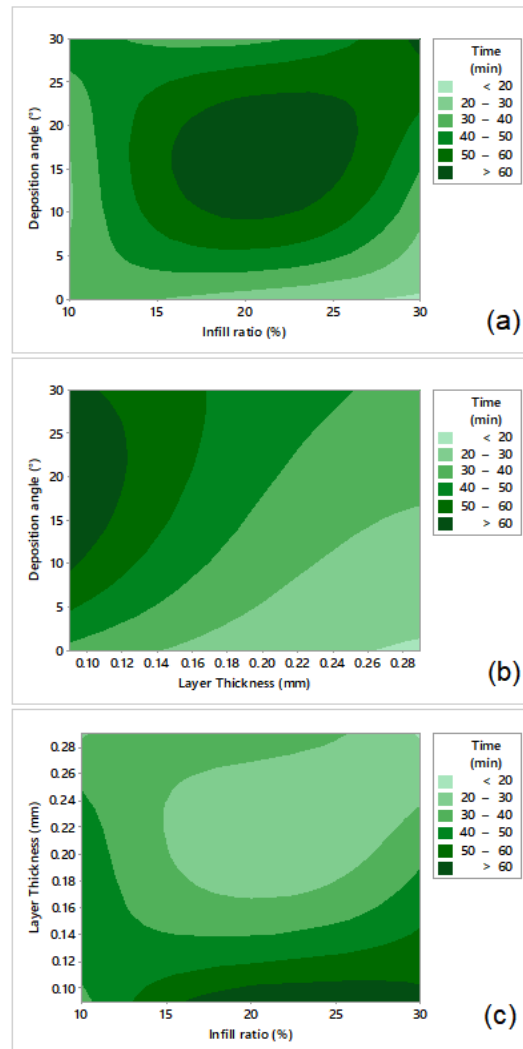 30
25
20
15
10
5
0
Deposition angle (°)
10 15 20 25 30
Infill ratio (%)
Time
(min)
< 20
20 – 30
30 – 40
40 – 50
50 – 60
> 60
(a)
30
25
20
15
10
5
0
Deposition angle (°)
0.10 0.12 0.14 0.16 0.18 0.20 0.22 0.24 0.26 0.28
Layer Thickness (mm)
Time
(min)
< 20
20 – 30
30 – 40
40 – 50
50 – 60
> 60
(b)
0.28
0.26
0.24
0.22
0.20
0.18
0.16
0.14
0.12
0.10
Layer Thickness (mm)
10 15 20 25 30
Infill ratio (%)
Time
(min)
< 20
20 – 30
30 – 40
40 – 50
50 – 60
> 60
(c)